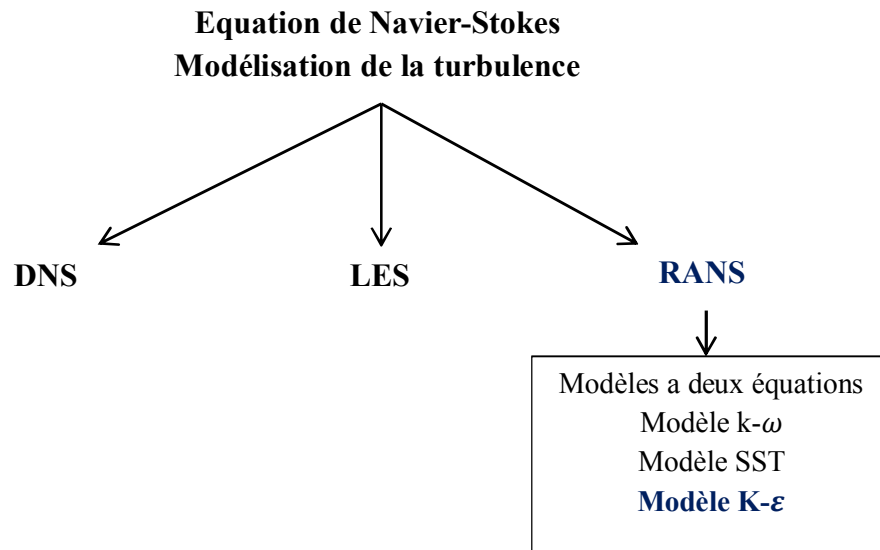 Equation de Navier-Stokes
Modélisation de la turbulence
DNS
LES
RANS
Modèles a deux équations
Modèle k-ω
Modèle SST
Modèle K-ε